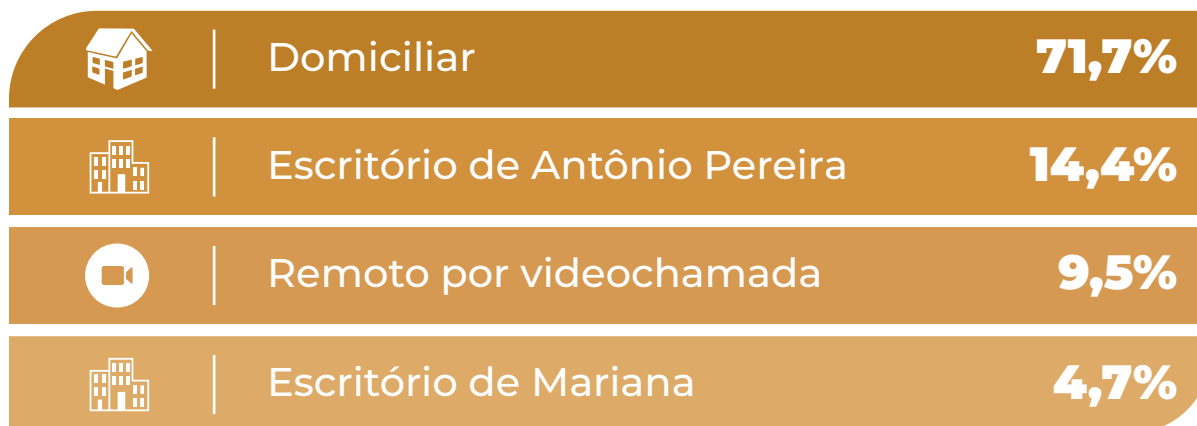 Domiciliar 71,7%
Escritório de Antônio Pereira 14,4%
Remoto por videochamada 9,5%
Escritório de Mariana 4,7%